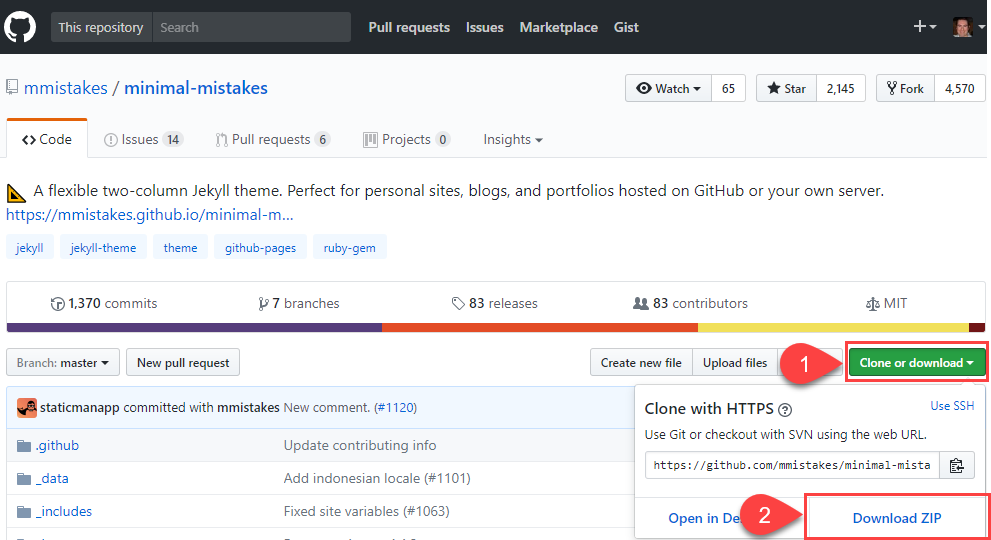 This repository Search Pull requests Issues Marketplace Gist
mmistakes / minimal-mistakes Watch 65 Star 2,145 Fork 4,570
Code Issues 14 Pull requests 6 Projects 0 Insights
A flexible two-column Jekyll theme. Perfect for personal sites, blogs, and portfolios hosted on GitHub or your own server.
https://mmistakes.github.io/minimal-m...
jekyll jekyll-theme theme github-pages ruby-gem
1,370 commits 7 branches 83 releases 83 contributors MIT
Branch: master New pull request Create new file Upload files 1 Clone or download
staticmanapp committed with mmistakes New comment. (#1120)
Clone with HTTPS ? Use SSH
Use Git or checkout with SVN using the web URL.
.github Update contributing info
https://github.com/mmistakes/minimal-mista
_data Add indonesian locale (#1101)
_includes Fixed site variables (#1063)
Open in De 2 Download ZIP